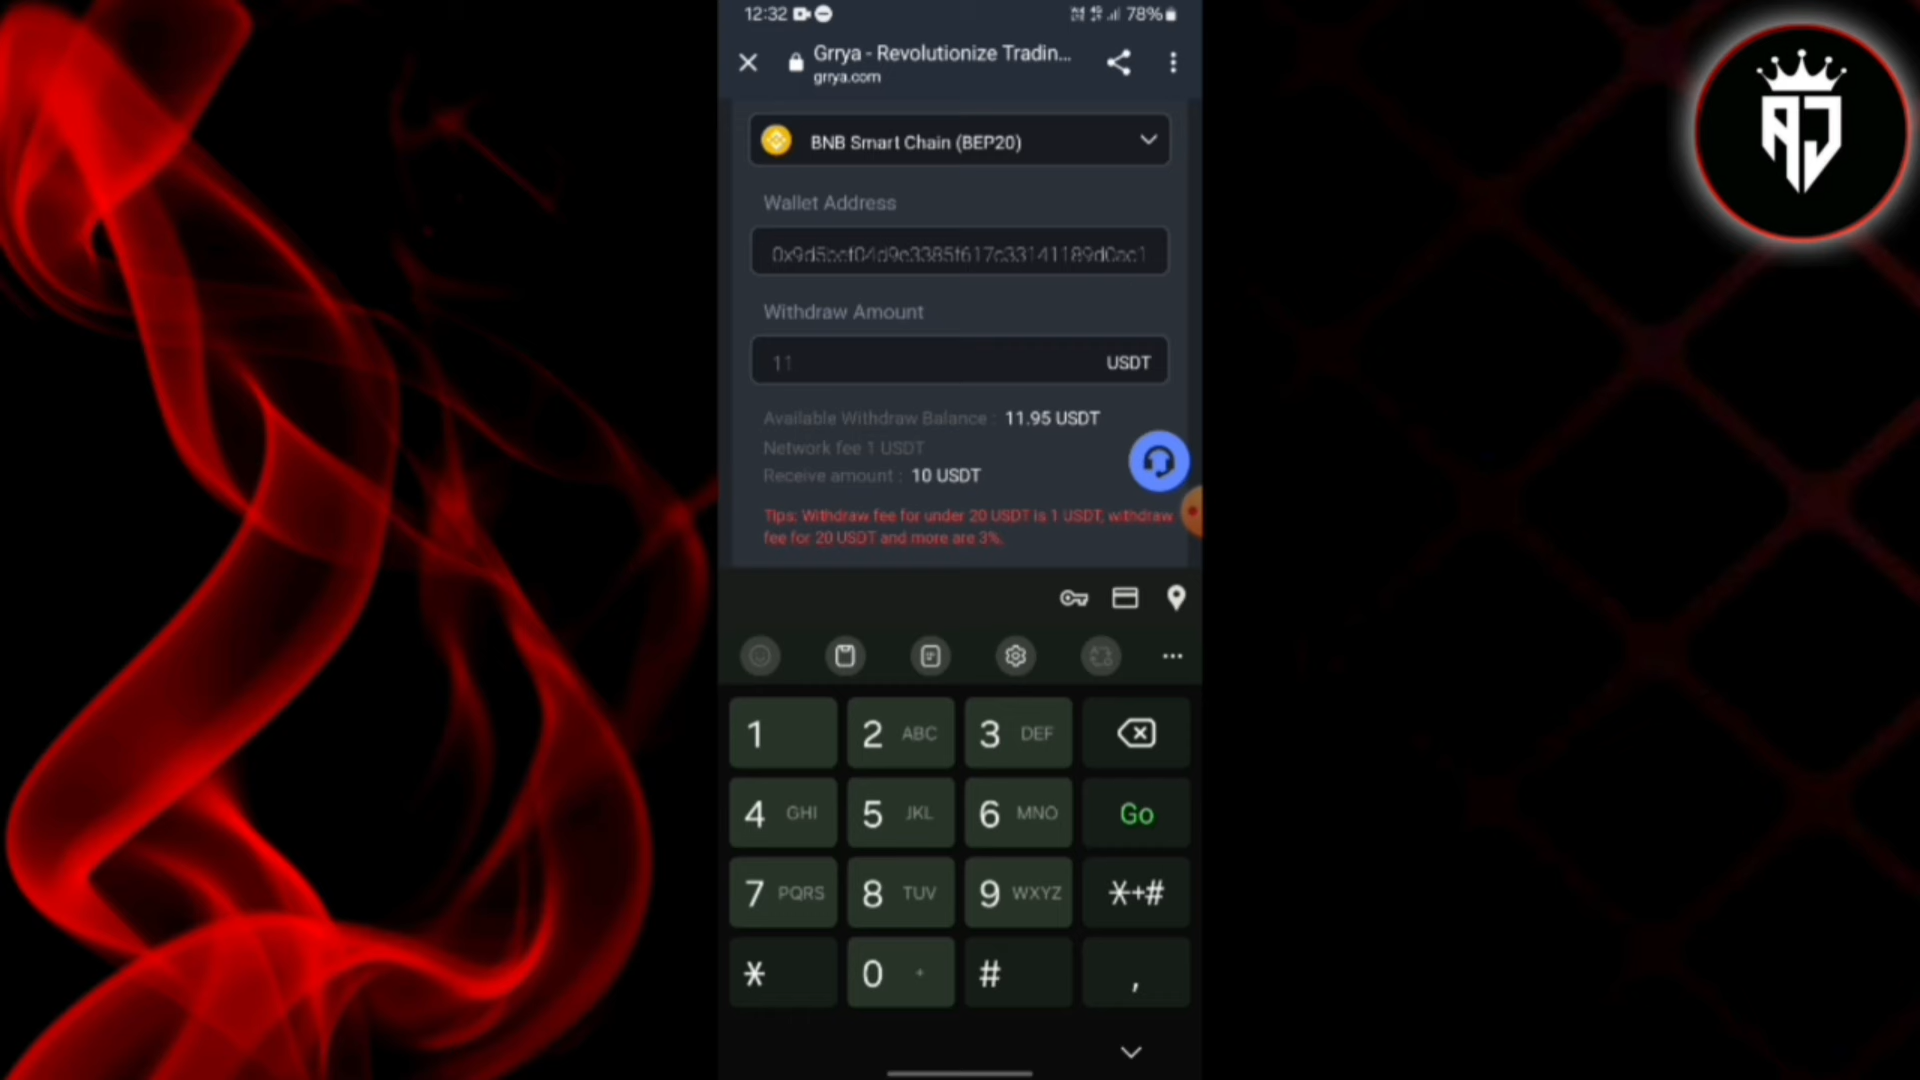 12:32 78%
Grrya - Revolutionize Tradin...
grrya.com
AJ
BNB Smart Chain (BEP20)
Wallet Address
Withdraw Amount
11 USDT
Available Withdraw Balance : 11.95 USDT
Network fee 1 USDT
Receive amount : 10 USDT
Tips: Withdraw fee for under 20 USDT is 1 USDT, withdraw
fee for 20 USDT and more are 3%.
1 2 ABC 3 DEF
4 GHI 5 JKL 6 MNO Go
7 PQRS 8 TUV 9 WXYZ *+#
* 0 + # ,